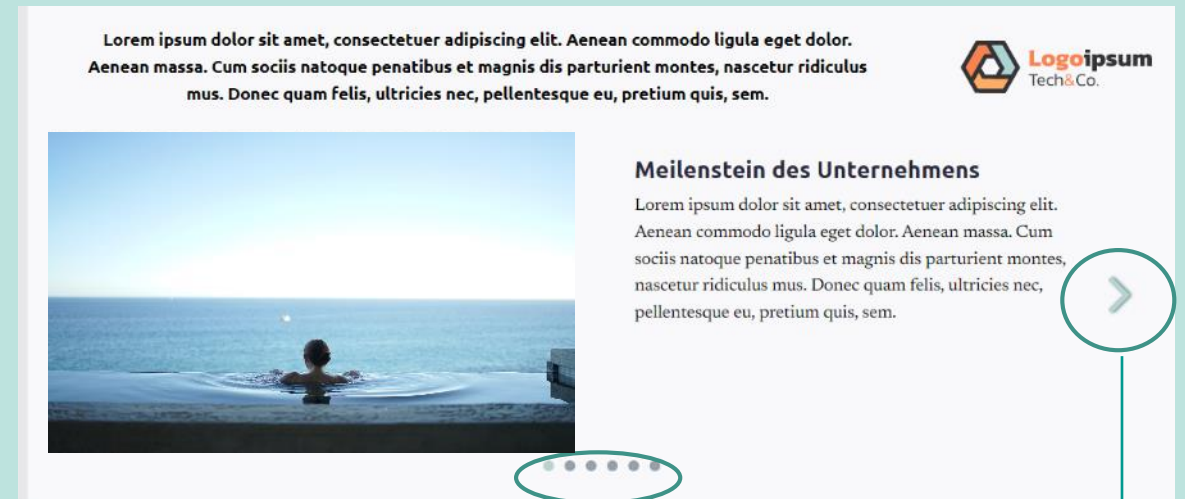 Lorem ipsum dolor sit amet, consectetuer adipiscing elit. Aenean commodo ligula eget dolor.
Aenean massa. Cum sociis natoque penatibus et magnis dis parturient montes, nascetur ridiculus
mus. Donec quam felis, ultricies nec, pellentesque eu, pretium quis, sem.
Logoipsum
Tech&Co.
Meilenstein des Unternehmens
Lorem ipsum dolor sit amet, consectetuer adipiscing elit.
Aenean commodo ligula eget dolor. Aenean massa. Cum
sociis natoque penatibus et magnis dis parturient montes,
nascetur ridiculus mus. Donec quam felis, ultricies nec,
pellentesque eu, pretium quis, sem.